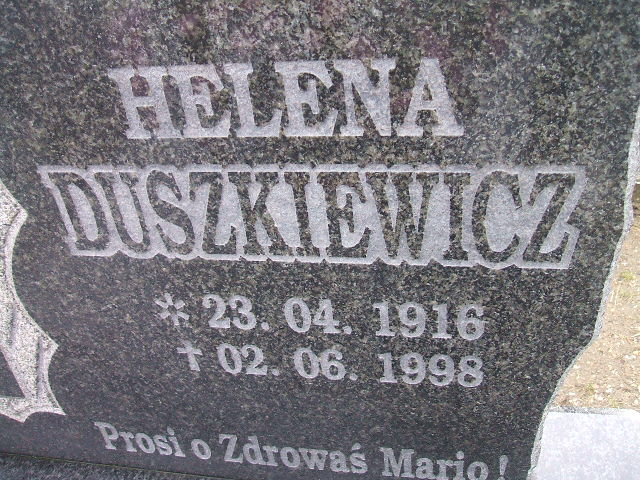 HELENA
DUSZKIEWICZ
* 23. 04. 1916
† 02. 06. 1998
Prosi o Zdrowaś Mario!